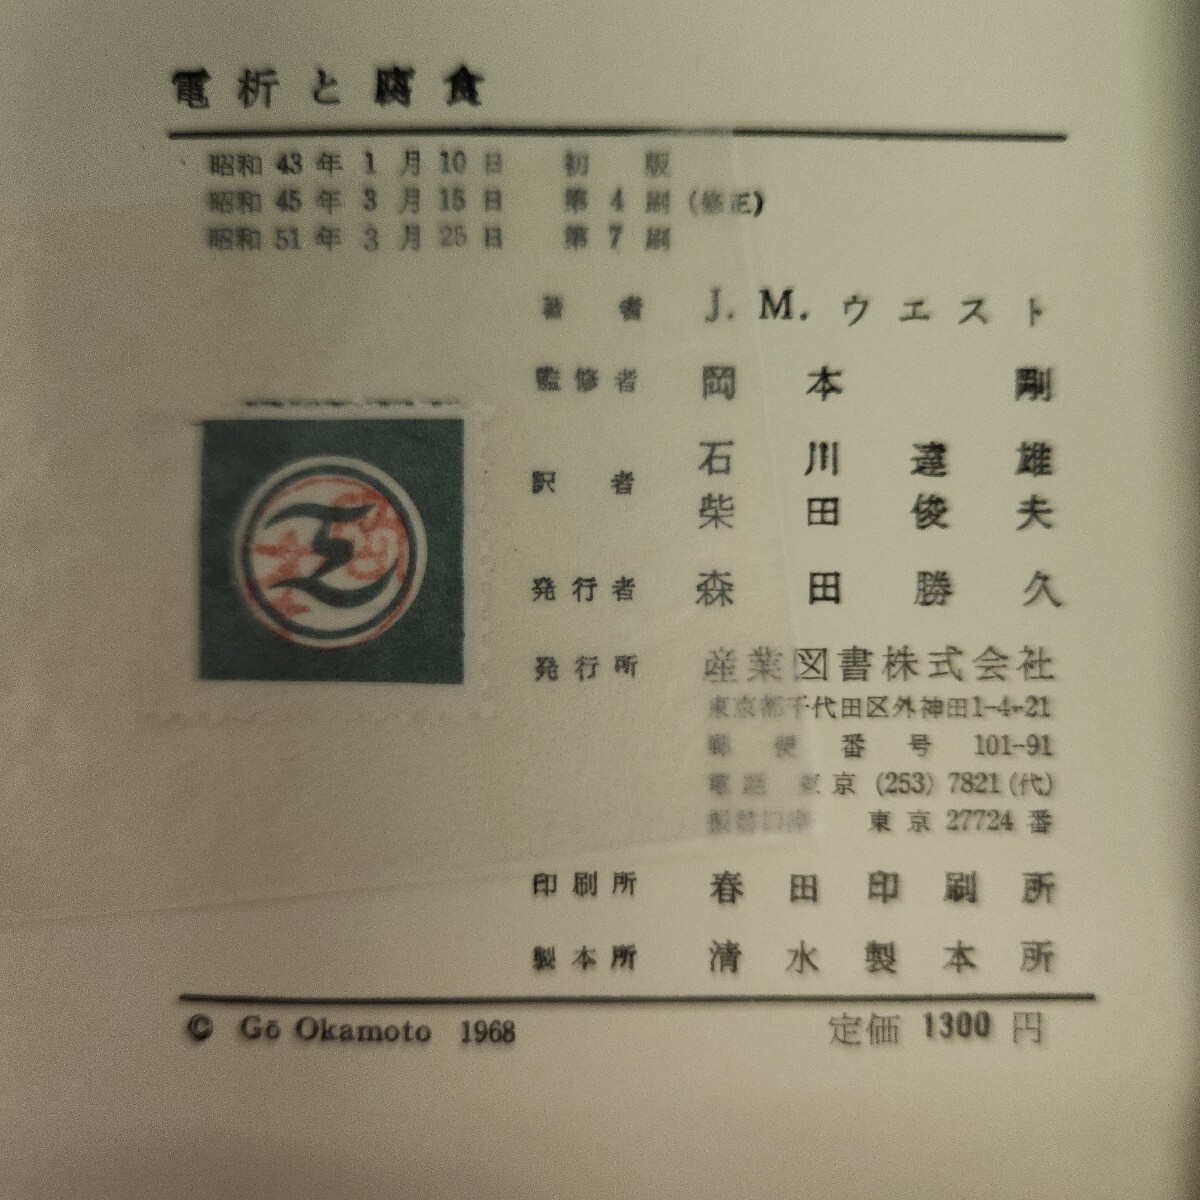 電析と腐食
昭和 43 年 1 月 10 日 初版
昭和 45 年 3 月 15 日 第 4 刷 (修正)
昭和 51 年 3 月 25 日 第 7 刷
著者 J. M. ウエスト
監修者 岡本剛
訳者 石川達雄
柴田俊夫
発行者 森田勝久
発行所 産業図書株式会社
東京都千代田区外神田1-4-21
郵便番号 101-91
電話 東京 (253) 7821 (代)
振替口座 東京 27724 番
印刷所 春田印刷所
製本所 清水製本所
© Gō Okamoto 1968 定価 1300 円